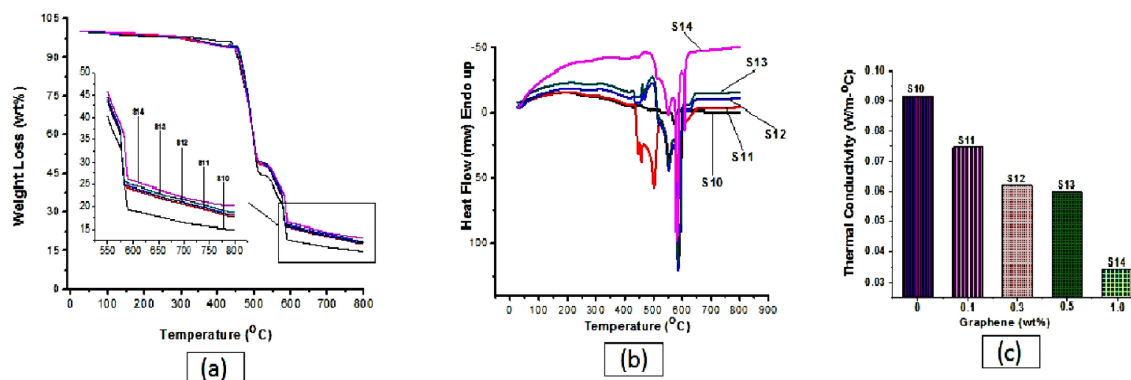 105
90
75
60
45
30
15
0
Weight Loss (wt%)
50
45
40
35
30
25
20
15
S14
S13
S12
S11
S10
550 600 650 700 750 800
0 100 200 300 400 500 600 700 800
Temperature (°C)
(a)
-50
0
50
100
Heat Flow (mw) Endo up
S14
S13
S12
S11
S10
0 100 200 300 400 500 600 700 800 900
Temperature (°C)
(b)
0.10
0.09
0.08
0.07
0.06
0.05
0.04
0.03
Thermal Conductivity (W/m-°C)
S10
S11
S12
S13
S14
0 0.1 0.3 0.5 1.0
Graphene (wt%)
(c)